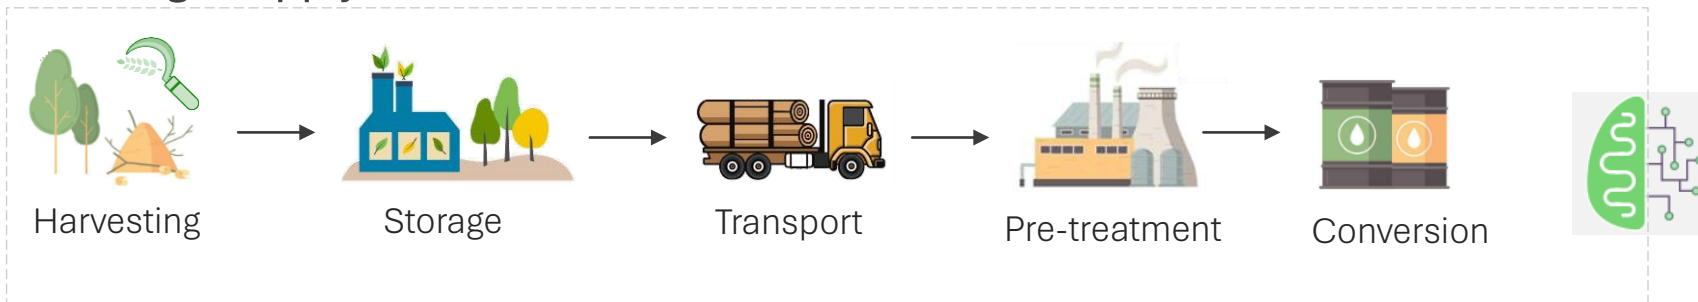 Harvesting
Storage
Transport
Pre-treatment
Conversion